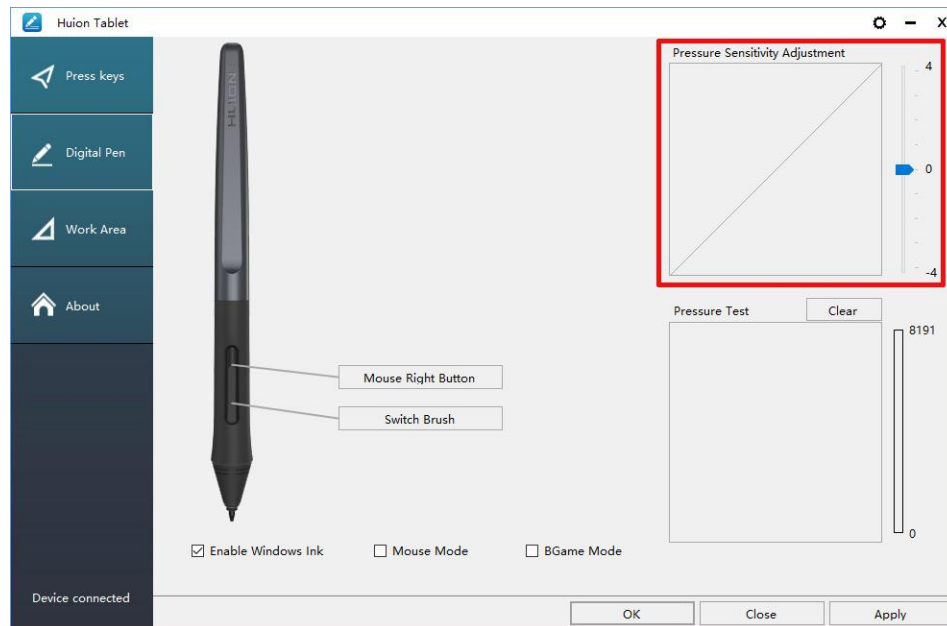 Huion Tablet
Press keys
Digital Pen
Work Area
About
Device connected
HUION
Mouse Right Button
Switch Brush
Enable Windows Ink
Mouse Mode
BGame Mode
Pressure Sensitivity Adjustment
4
0
-4
Pressure Test
Clear
8191
0
OK
Close
Apply